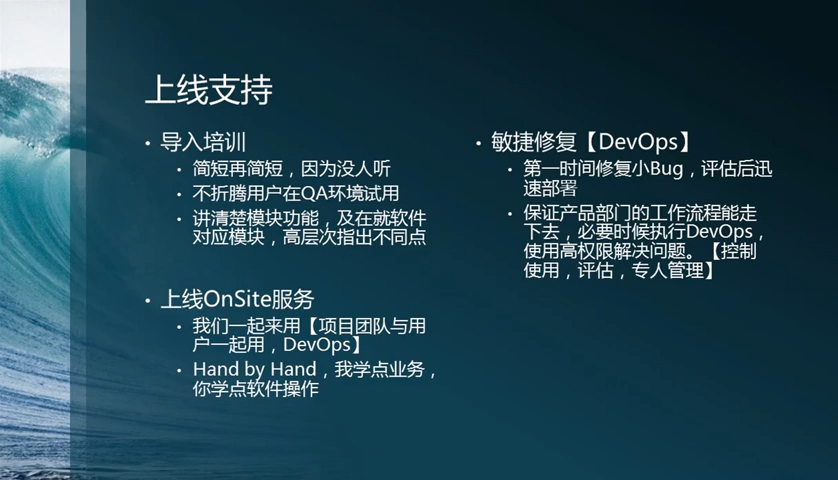 上线支持
• 导入培训
• 简短再简短，因为没人听
• 不折腾用户在QA环境试用
• 讲清楚模块功能，及在就软件
对应模块，高层次指出不同点
• 上线OnSite服务
• 我们一起来用【项目团队与用
户一起用，DevOps】
• Hand by Hand，我学点业务，
你学点软件操作
• 敏捷修复【DevOps】
• 第一时间修复小Bug，评估后迅
速部署
• 保证产品部门的工作流程能走
下去，必要时候执行DevOps，
使用高权限解决问题。【控制
使用，评估，专人管理】